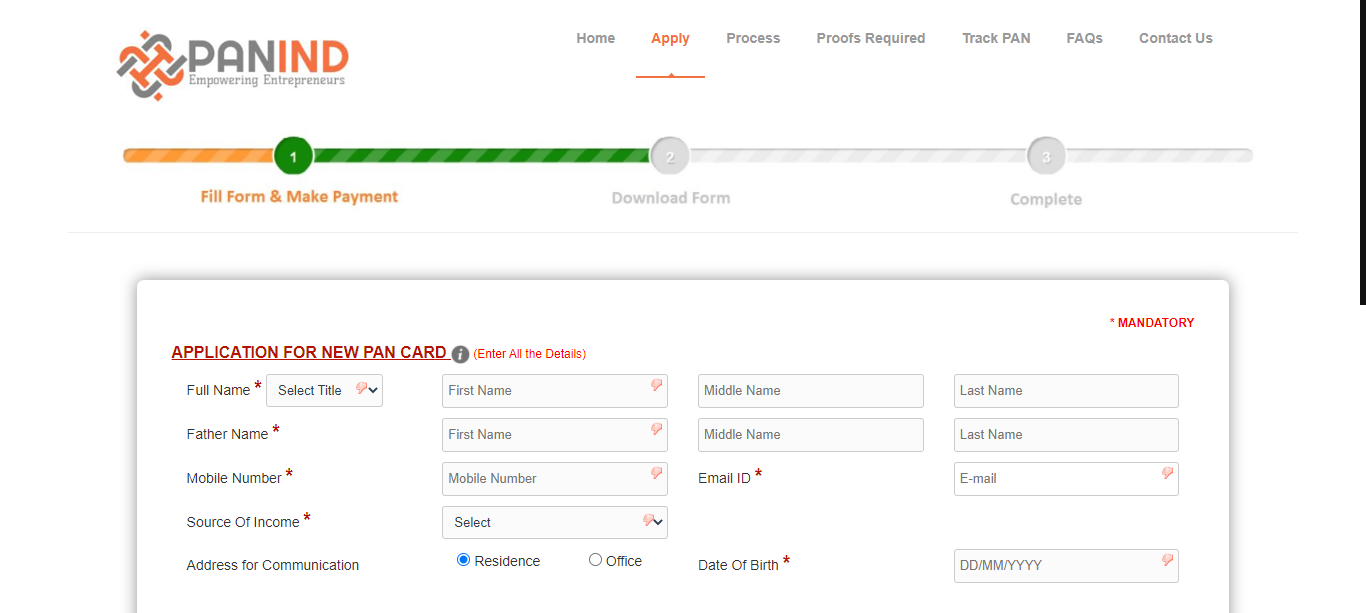 PANIND
Empowering Entrepreneurs
Home Apply Process Proofs Required Track PAN FAQs Contact Us
1 2 3
Fill Form & Make Payment Download Form Complete
* MANDATORY
APPLICATION FOR NEW PAN CARD i (Enter All the Details)
Full Name * Select Title First Name Middle Name Last Name
Father Name * First Name Middle Name Last Name
Mobile Number * Mobile Number Email ID * E-mail
Source Of Income * Select
Address for Communication Residence Office Date Of Birth * DD/MM/YYYY